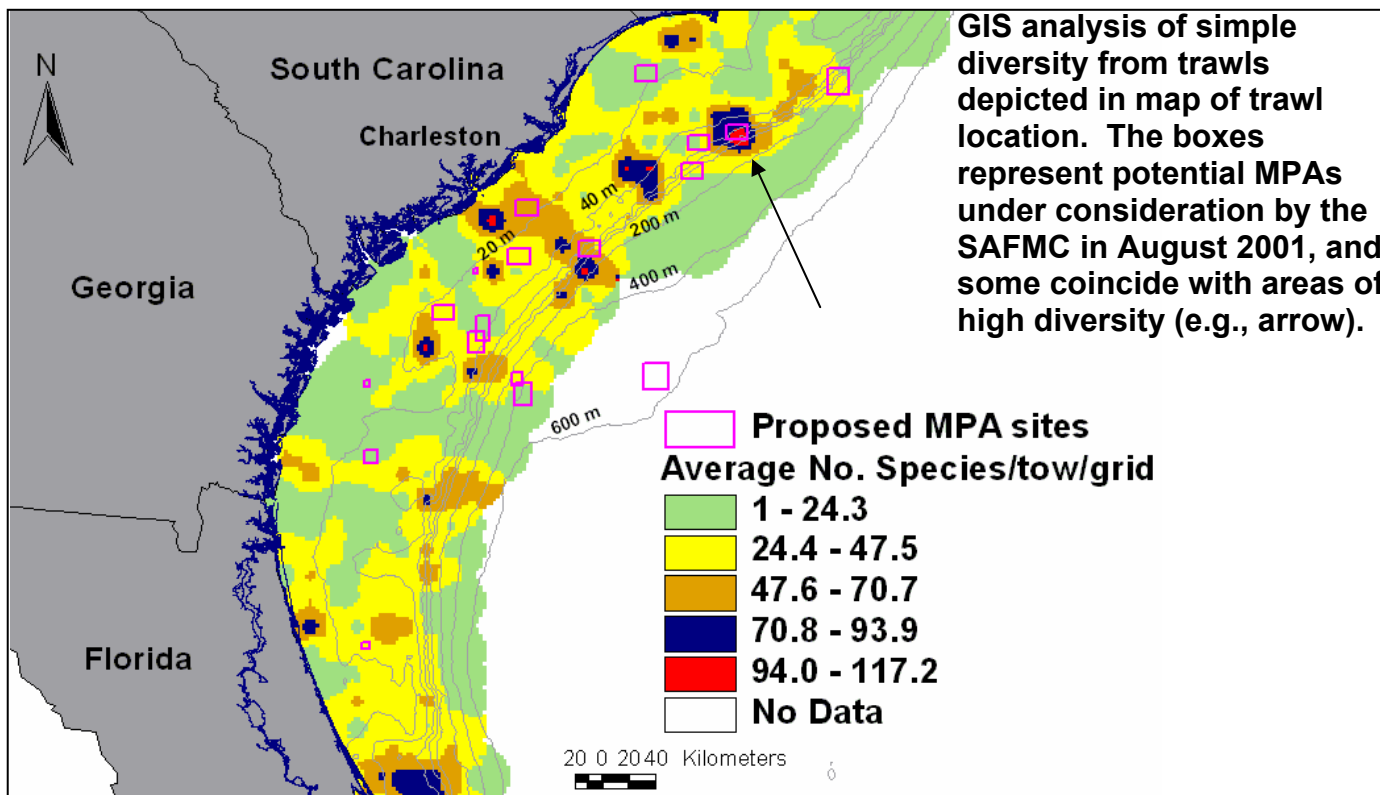 GIS analysis of simple
diversity from trawls
depicted in map of trawl
location. The boxes
represent potential MPAs
under consideration by the
SAFMC in August 2001, and
some coincide with areas of
high diversity (e.g., arrow).
N
South Carolina
Charleston
Georgia
Florida
40 m
20 m
200 m
400 m
600 m
Proposed MPA sites
Average No. Species/tow/grid
1 - 24.3
24.4 - 47.5
47.6 - 70.7
70.8 - 93.9
94.0 - 117.2
No Data
20 0 20 40 Kilometers